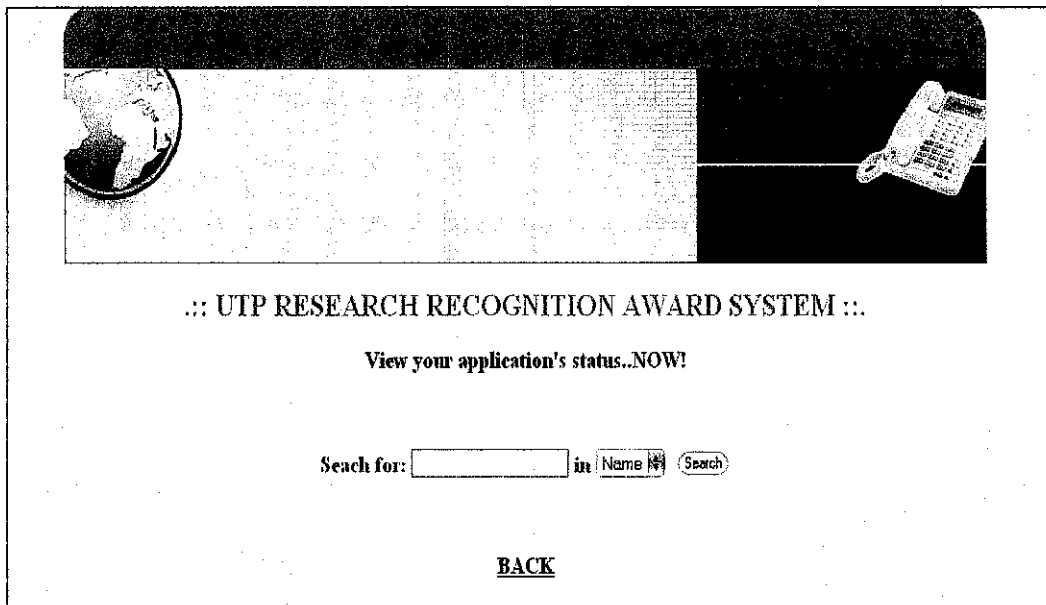 .:: UTP RESEARCH RECOGNITION AWARD SYSTEM ::.
View your application's status..NOW!
Seach for: in Name Search
BACK